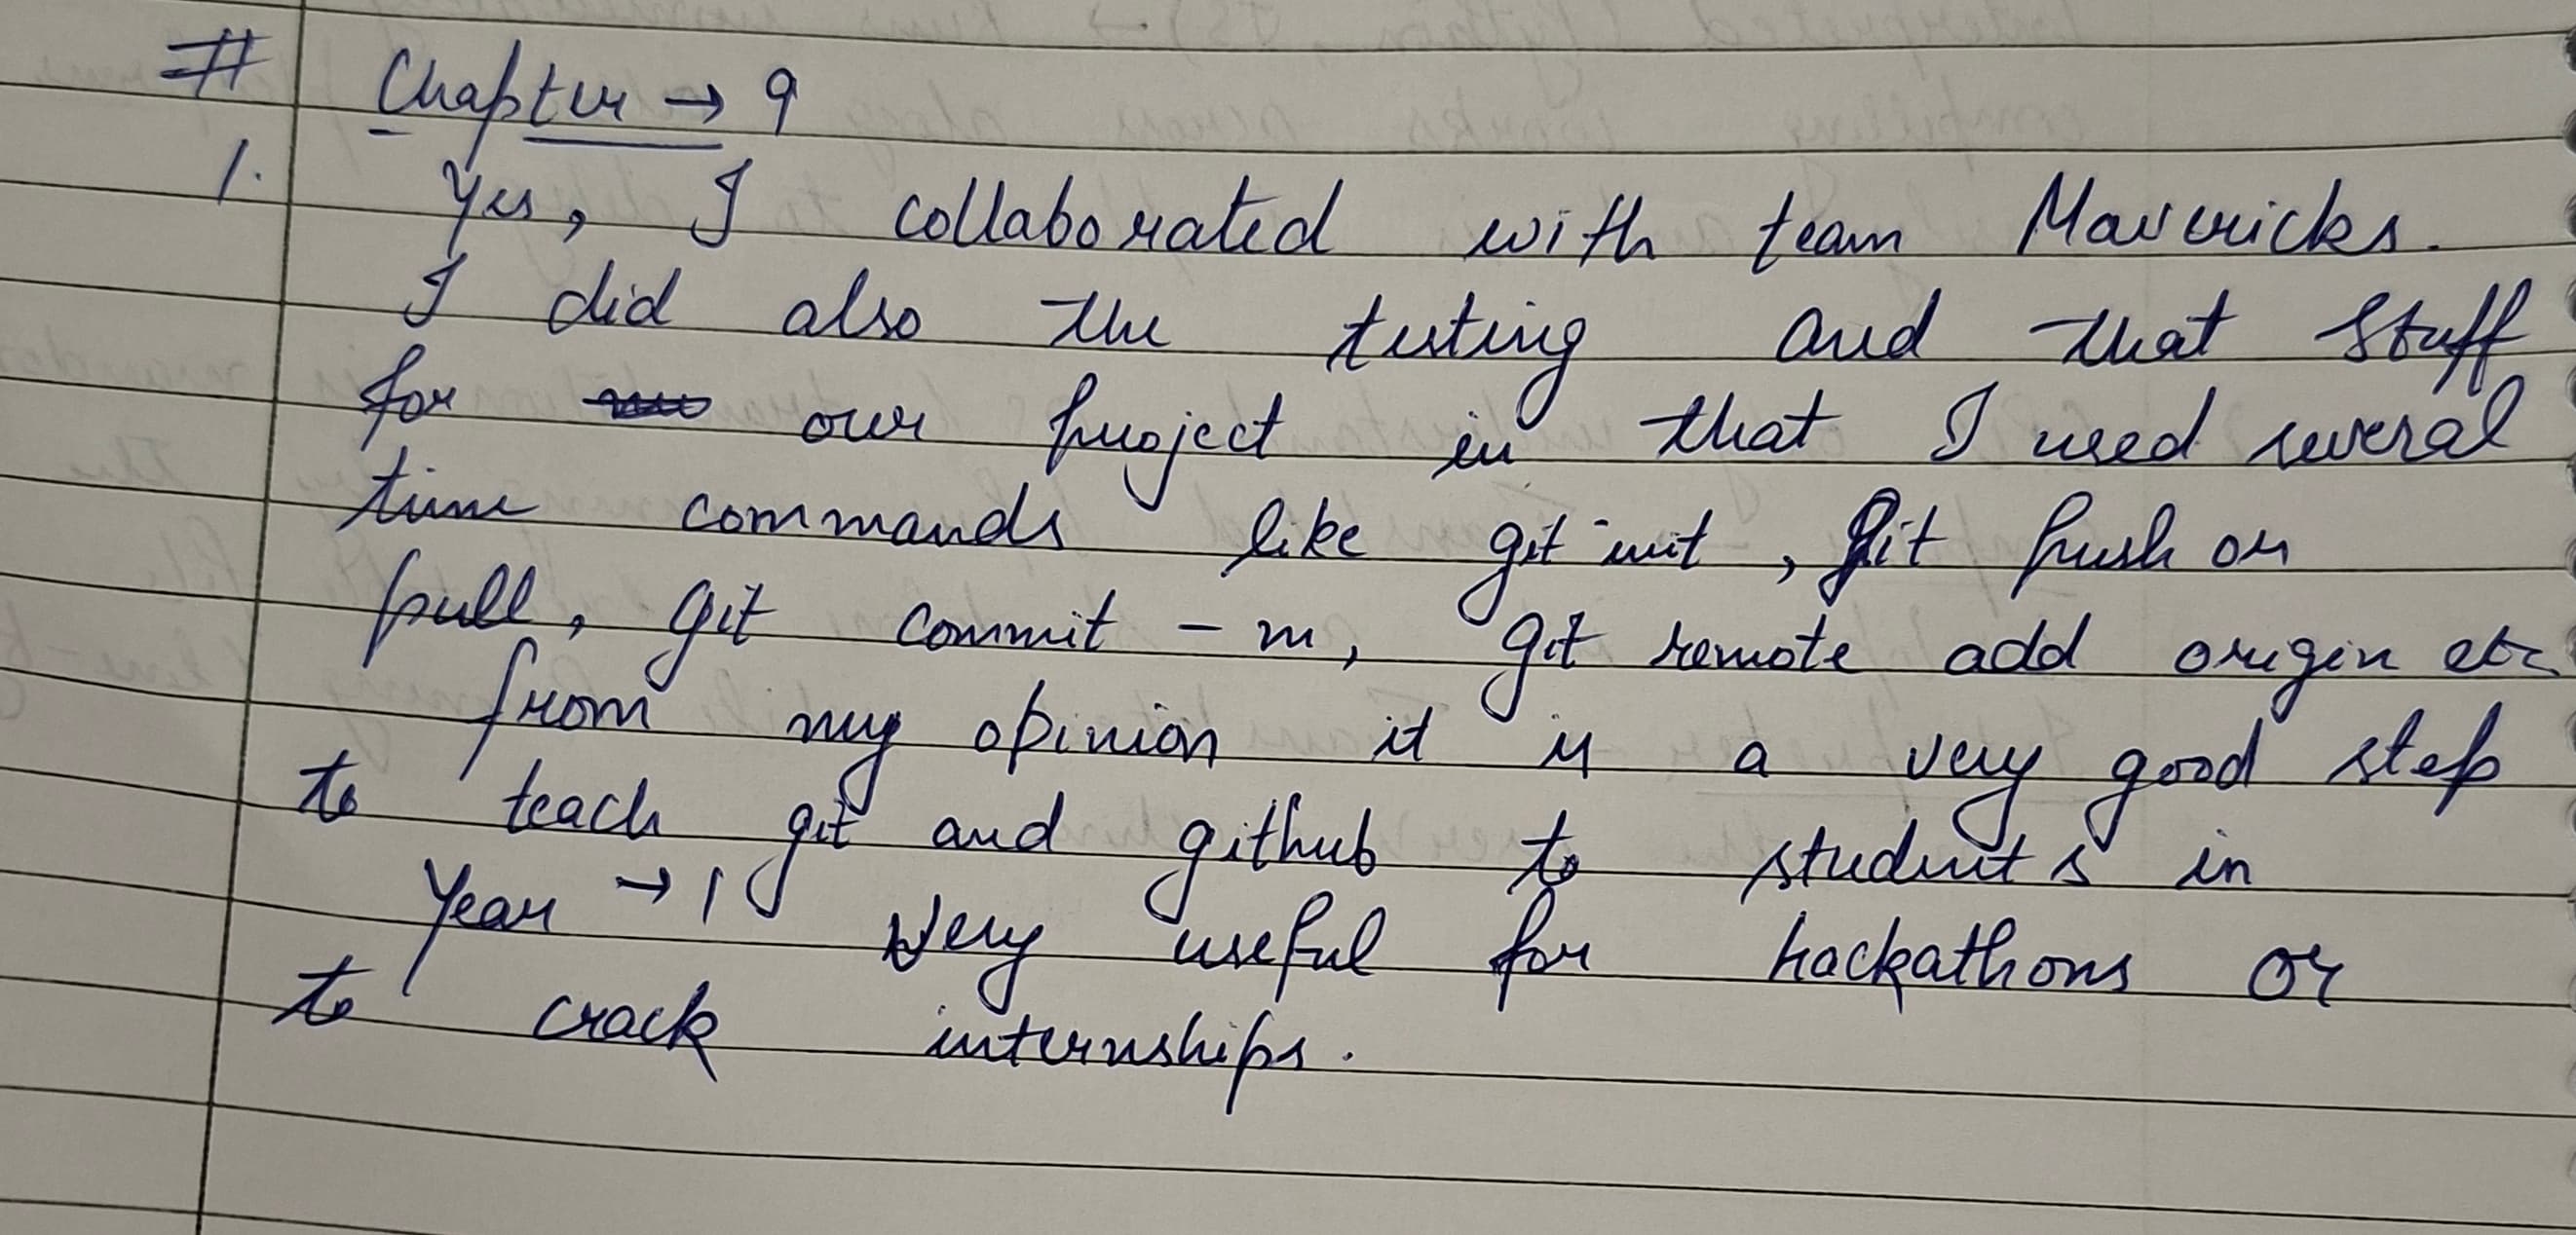 # Chapter → 9
1. Yes, I collaborated with team Mavericks.
I did also the testing and that stuff
for our project in that I used several
time commands like git init, git push or
pull, git commit -m, git remote add origin etc
from my opinion it is a very good step
to teach git and github to students in
Year → 1 very useful for hackathons or
to crack internships.